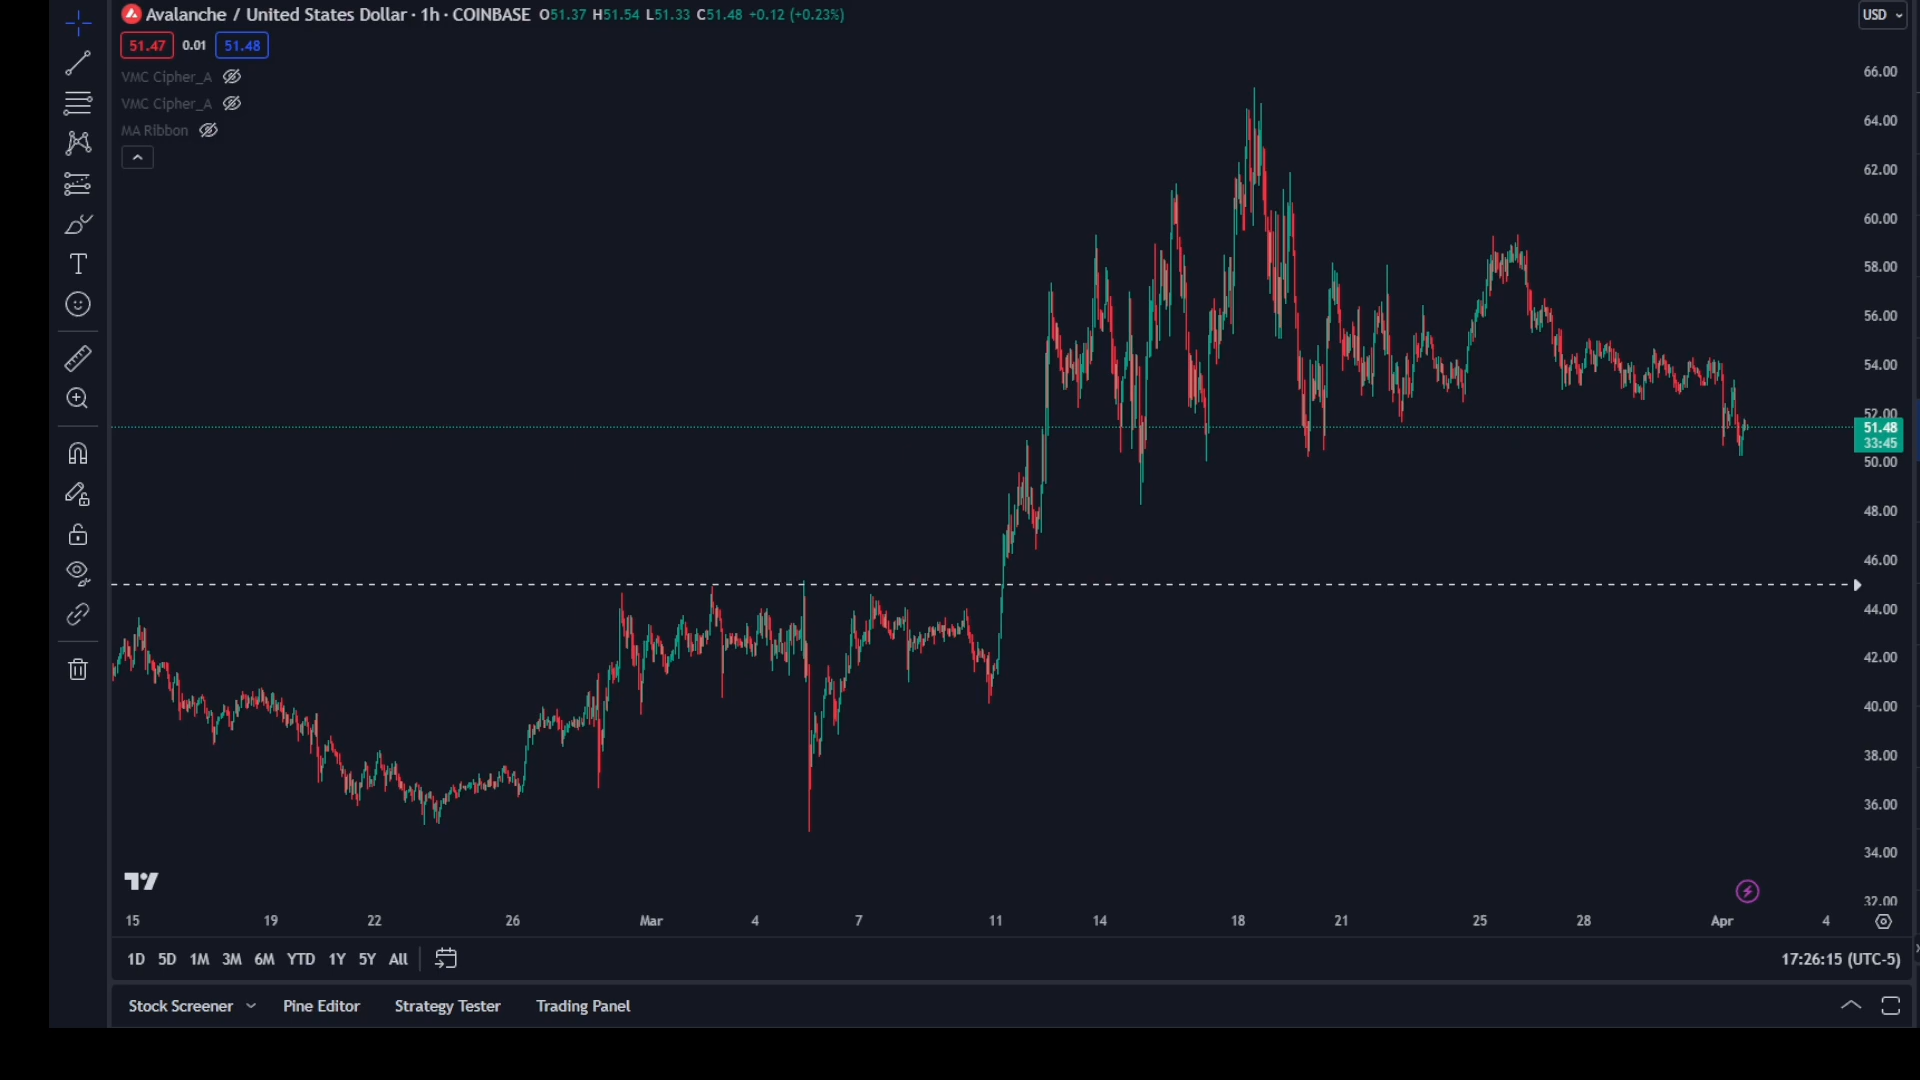 Avalanche / United States Dollar · 1h · COINBASE O51.37 H51.54 L51.33 C51.48 +0.12 (+0.23%)
USD
51.47 0.01 51.48
VMC Cipher_A
VMC Cipher_A
MA Ribbon
66.00
64.00
62.00
60.00
58.00
56.00
54.00
52.00
51.48
33:45
50.00
48.00
46.00
44.00
42.00
40.00
38.00
36.00
34.00
32.00
15 19 22 26 Mar 4 7 11 14 18 21 25 28 Apr 4
1D 5D 1M 3M 6M YTD 1Y 5Y All 17:26:15 (UTC-5)
Stock Screener Pine Editor Strategy Tester Trading Panel